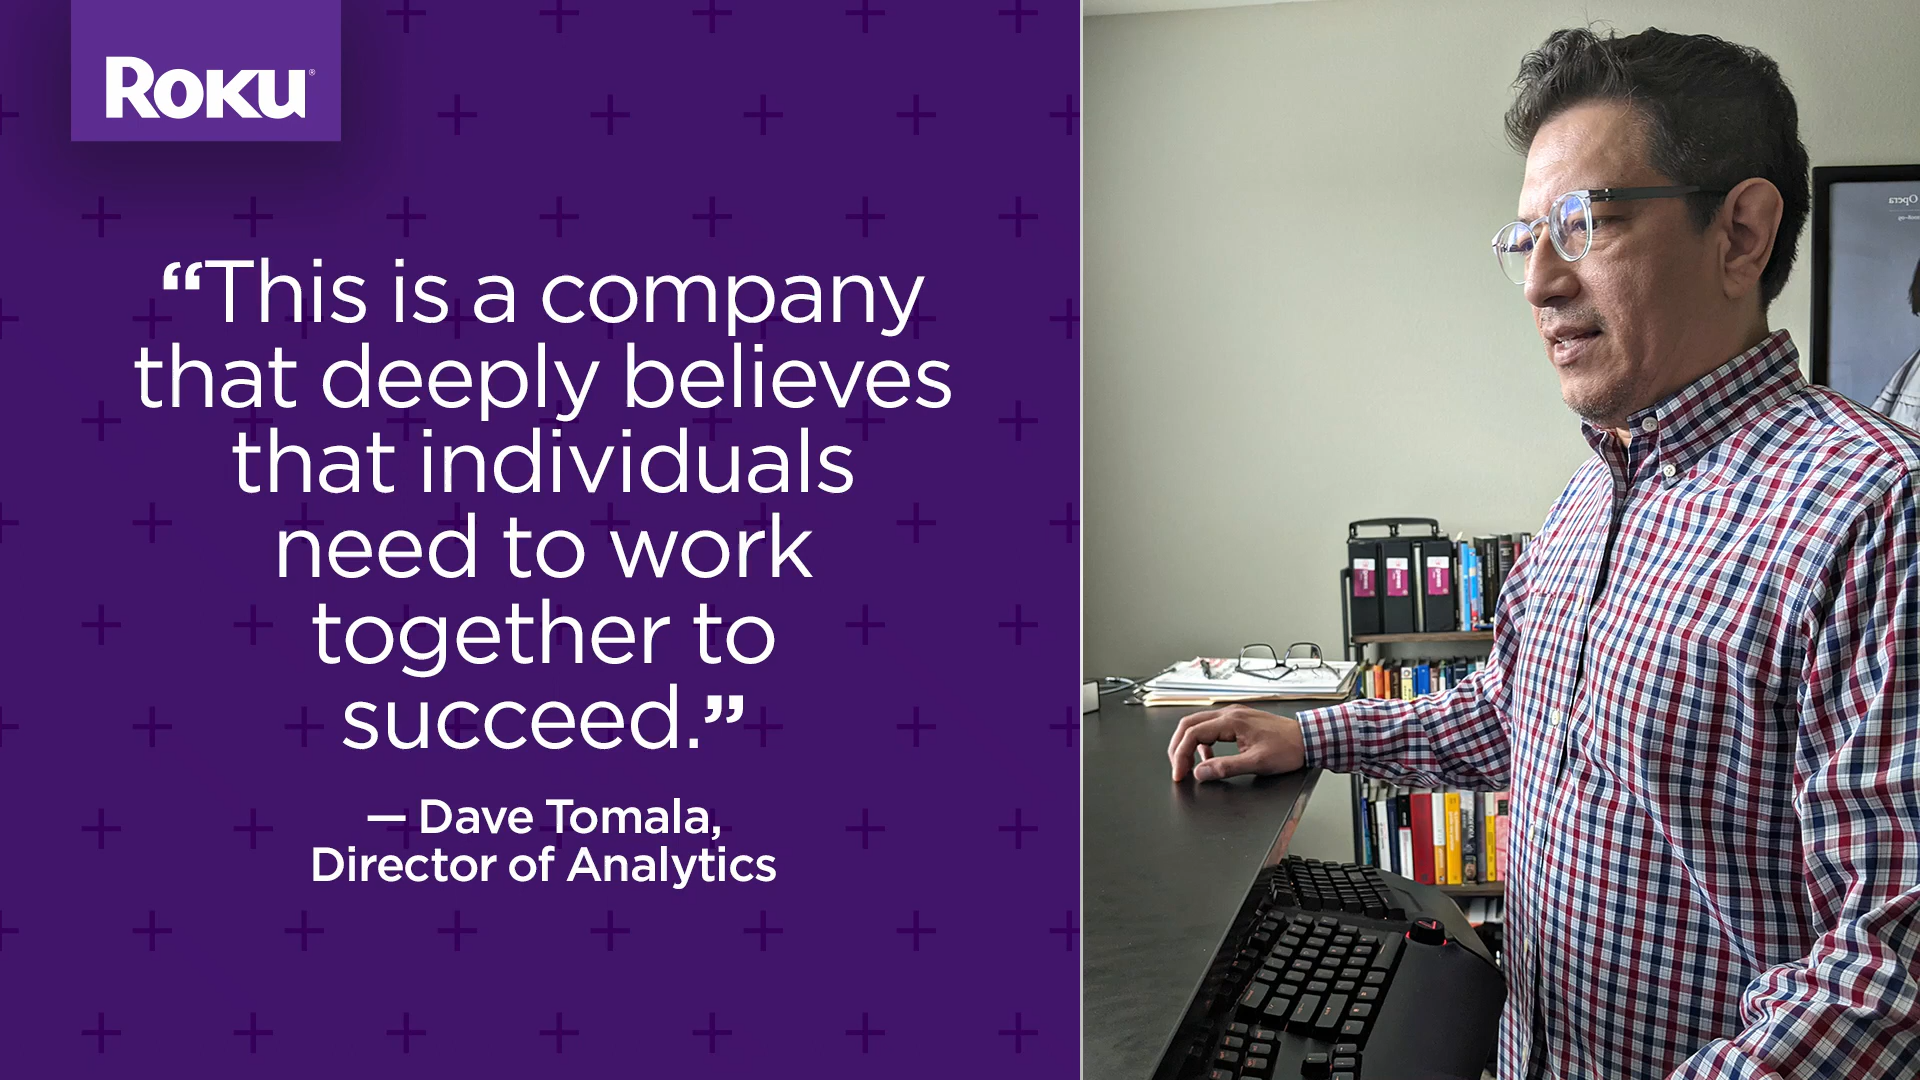 Roku®
“This is a company
that deeply believes
that individuals
need to work
together to
succeed.”
— Dave Tomala,
Director of Analytics
Opera